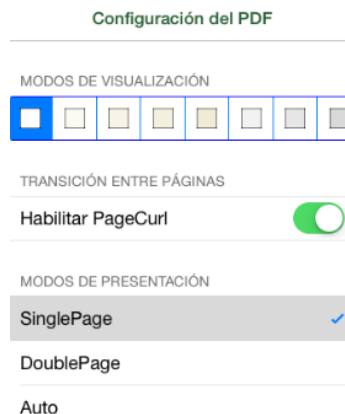 Configuración del PDF
MODOS DE VISUALIZACIÓN
TRANSICIÓN ENTRE PÁGINAS
Habilitar PageCurl
MODOS DE PRESENTACIÓN
SinglePage
DoublePage
Auto